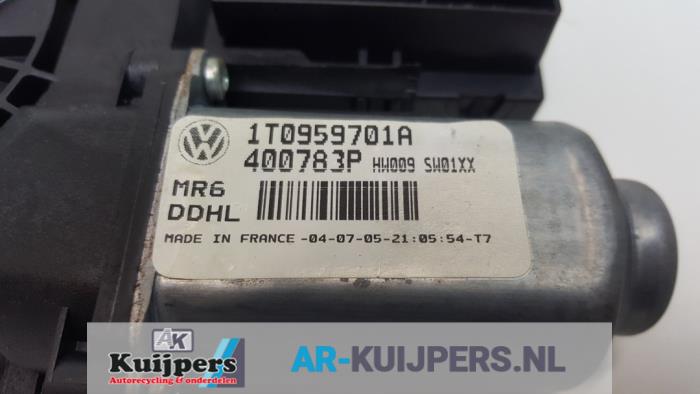 1T0959701A
400783P HW009 SW01XX
MR6
DDHL
MADE IN FRANCE -04-07-05-21:05:54-T7
AK
Kuijpers
Autorecycling & onderdelen
AR-KUIJPERS.NL